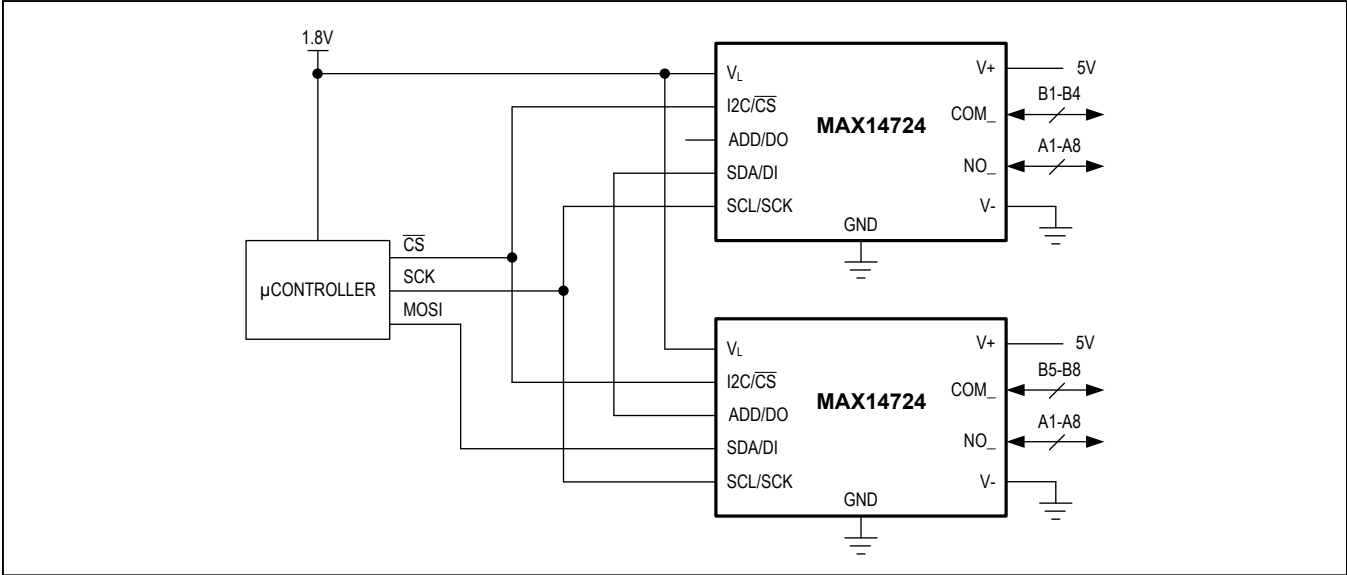 1.8V
VL
I2C/CS
ADD/DO
SDA/DI
SCL/SCK
MAX14724
GND
V+
COM_
NO_
V-
5V
B1-B4
A1-A8
µCONTROLLER
CS
SCK
MOSI
VL
I2C/CS
ADD/DO
SDA/DI
SCL/SCK
MAX14724
GND
V+
COM_
NO_
V-
5V
B5-B8
A1-A8